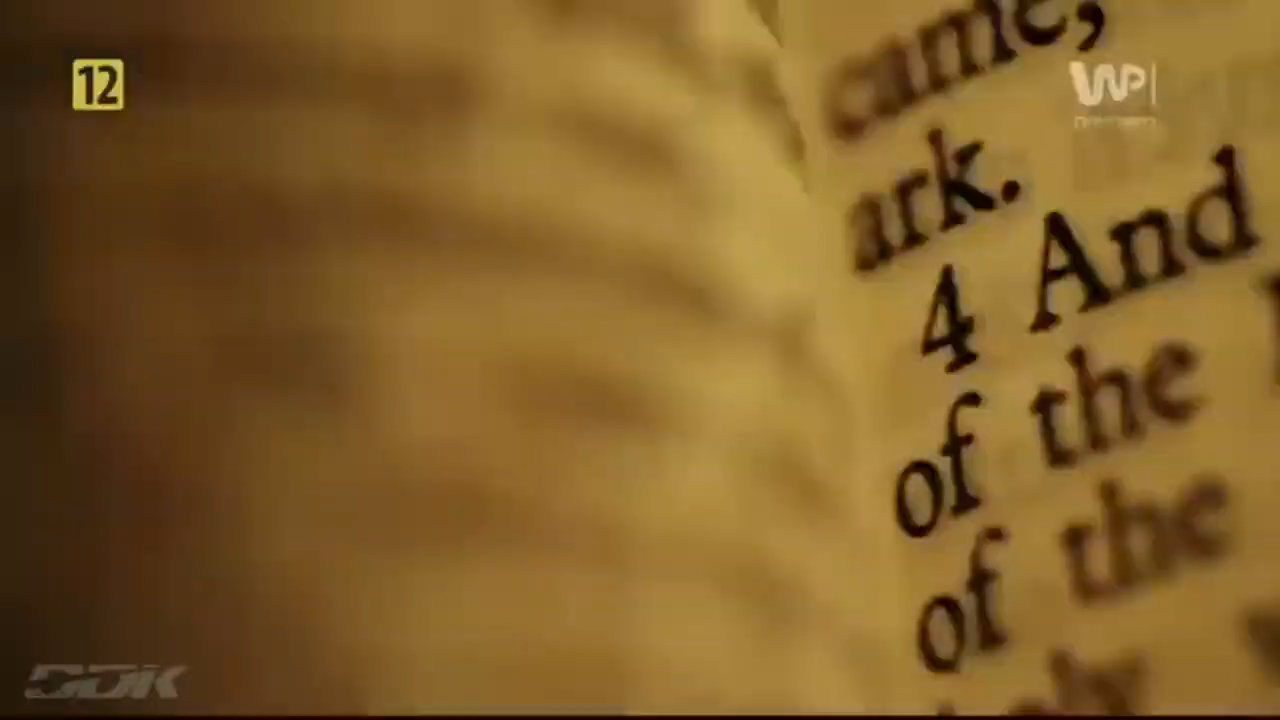 12
WP
came,
ark.
4 And
of the
of the